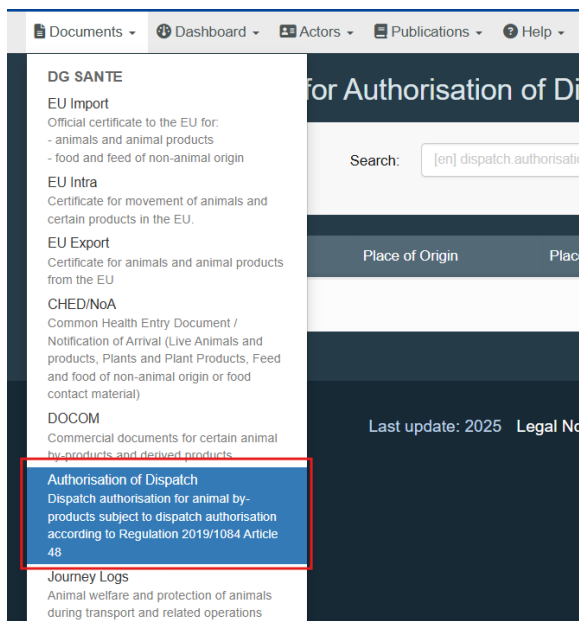 Documents Dashboard Actors Publications Help
DG SANTE
EU Import
Official certificate to the EU for:
- animals and animal products
- food and feed of non-animal origin
EU Intra
Certificate for movement of animals and
certain products in the EU.
EU Export
Certificate for animals and animal products
from the EU
CHED/NoA
Common Health Entry Document /
Notification of Arrival (Live Animals and
products, Plants and Plant Products, Feed
and food of non-animal origin or food
contact material)
DOCOM
Commercial documents for certain animal
by-products and derived products
Authorisation of Dispatch
Dispatch authorisation for animal by-
products subject to dispatch authorisation
according to Regulation 2019/1084 Article
48
Journey Logs
Animal welfare and protection of animals
during transport and related operations
for Authorisation of Di
Search: [en] dispatch.authorisatio
Place of Origin Plac
Last update: 2025 Legal No